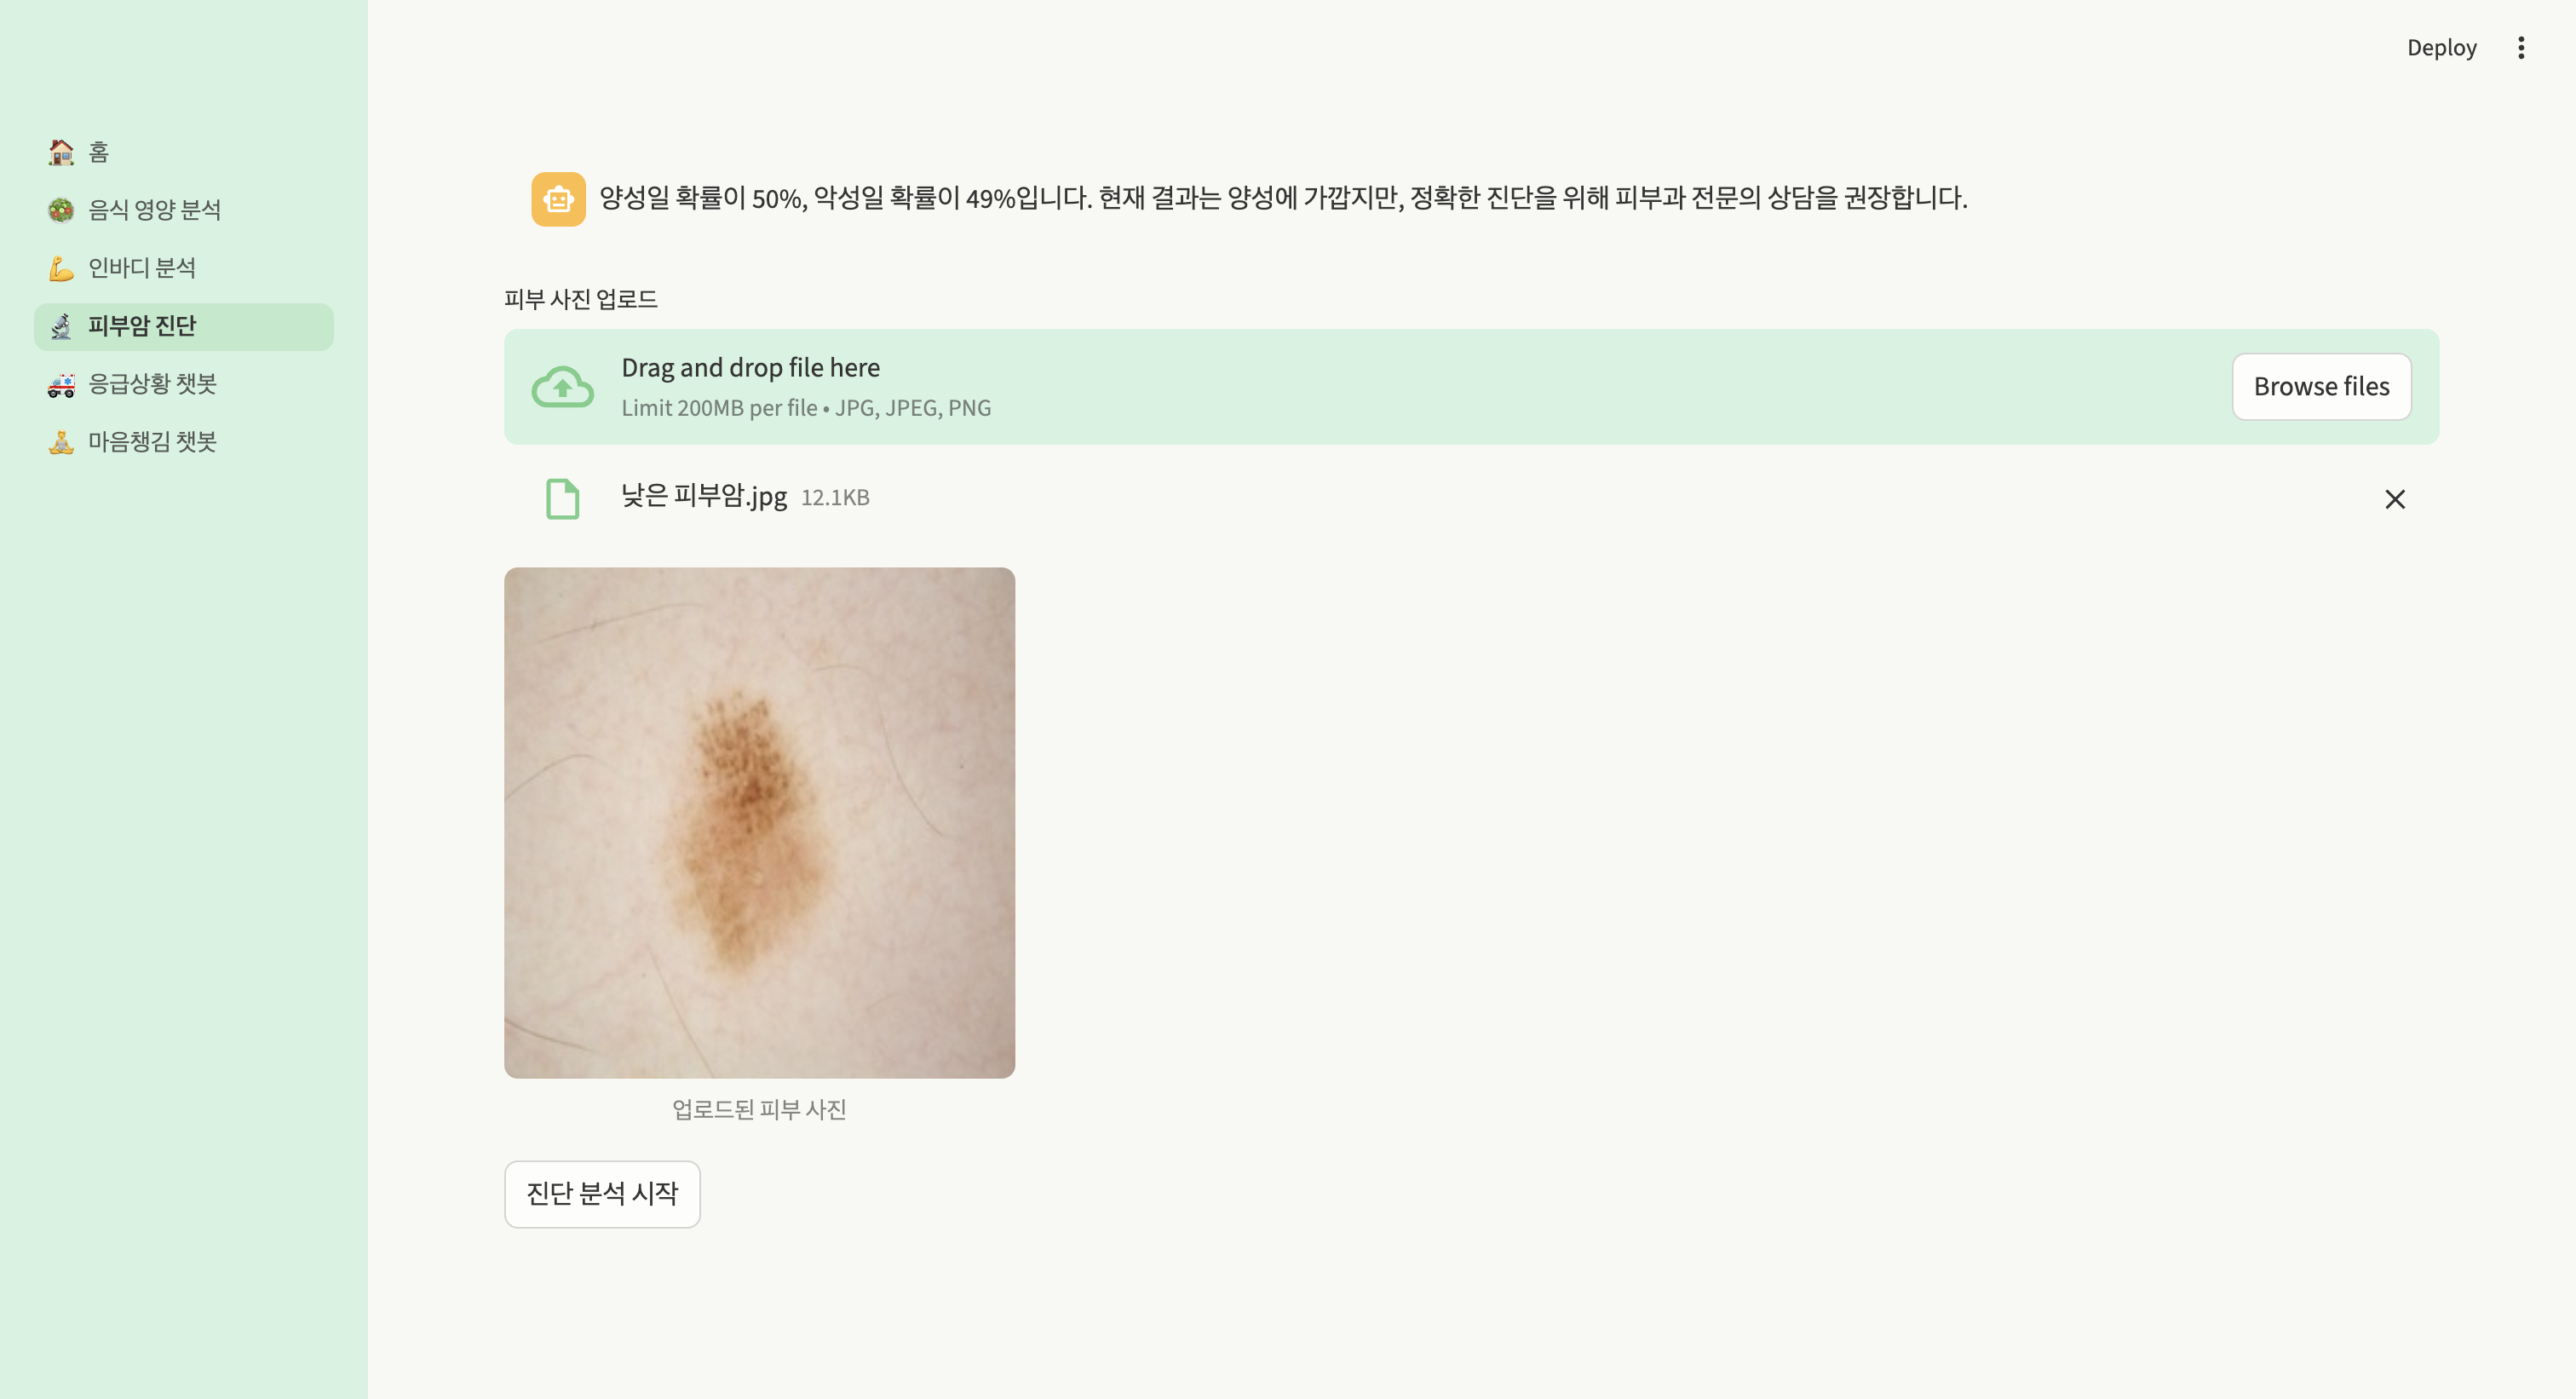 Deploy
홈
음식 영양 분석
인바디 분석
피부암 진단
응급상황 챗봇
마음챙김 챗봇
양성일 확률이 50%, 악성일 확률이 49%입니다. 현재 결과는 양성에 가깝지만, 정확한 진단을 위해 피부과 전문의 상담을 권장합니다.
피부 사진 업로드
Drag and drop file here
Limit 200MB per file • JPG, JPEG, PNG
Browse files
낮은 피부암.jpg 12.1KB
업로드된 피부 사진
진단 분석 시작